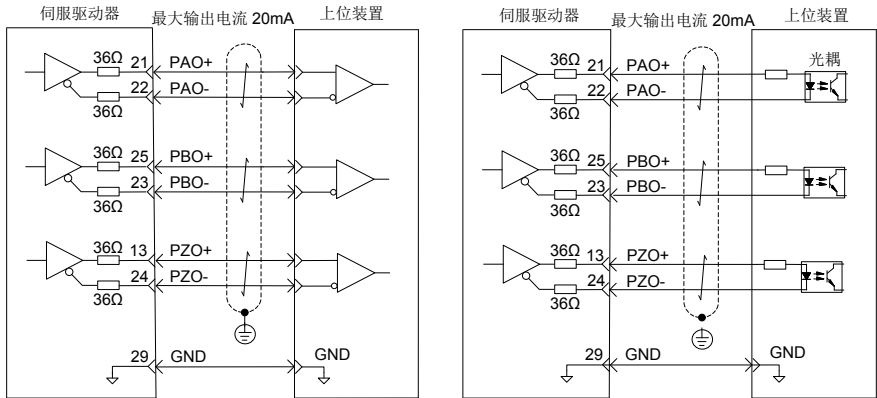 伺服驱动器 最大输出电流 20mA 上位装置
36Ω 21 PAO+
22 PAO-
36Ω
36Ω 25 PBO+
23 PBO-
36Ω
36Ω 13 PZO+
24 PZO-
36Ω
29 GND GND
伺服驱动器 最大输出电流 20mA 上位装置
光耦
36Ω 21 PAO+
22 PAO-
36Ω
36Ω 25 PBO+
23 PBO-
36Ω
36Ω 13 PZO+
24 PZO-
36Ω
29 GND GND